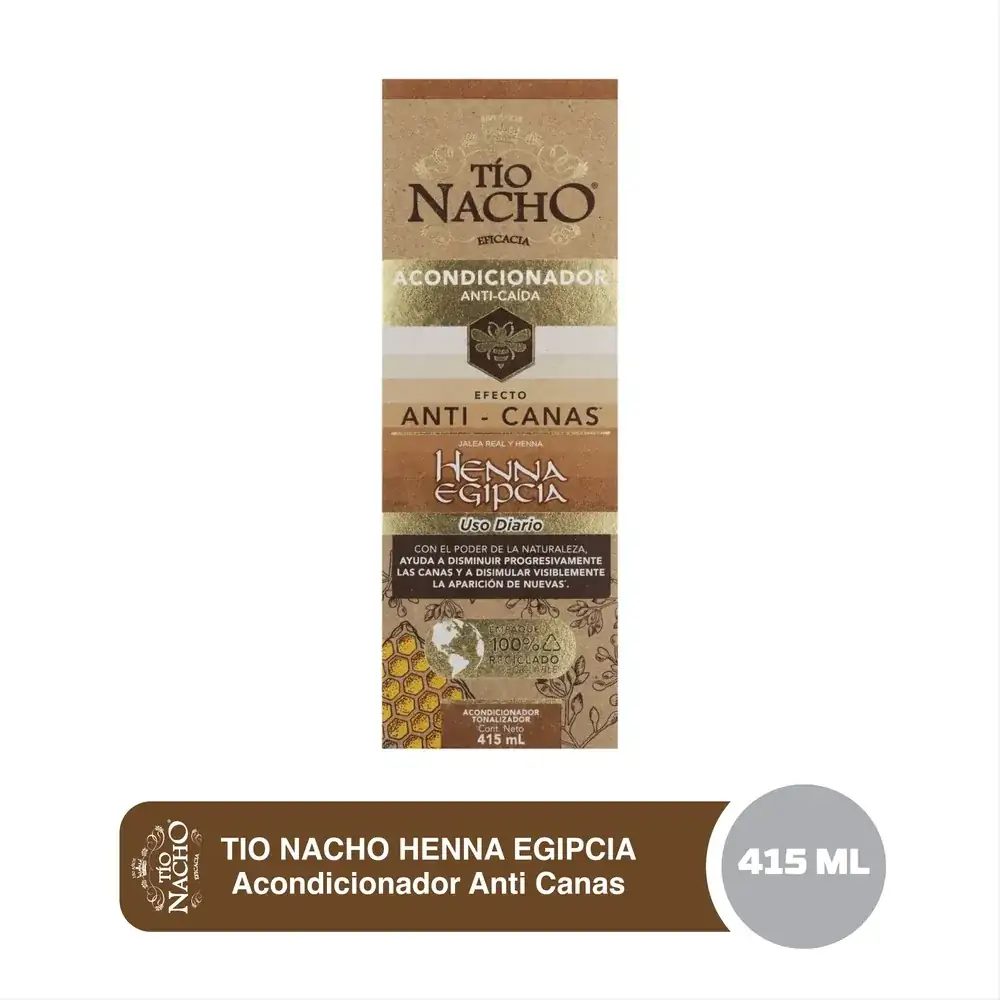 TÍO
NACHO®
EFICACIA
ACONDICIONADOR
ANTI-CAÍDA
EFECTO
ANTI - CANAS
JALEA REAL Y HENNA
HENNA
EGIPCIA
Uso Diario
CON EL PODER DE LA NATURALEZA,
AYUDA A DISMINUIR PROGRESIVAMENTE
LAS CANAS Y A DISIMULAR VISIBLEMENTE
LA APARICIÓN DE NUEVAS*.
EMPAQUE
100%
RECICLADO
ACONDICIONADOR
TONALIZADOR
Cont. Neto
415 mL
TÍO
NACHO
EFICACIA
TIO NACHO HENNA EGIPCIA
Acondicionador Anti Canas
415 ML